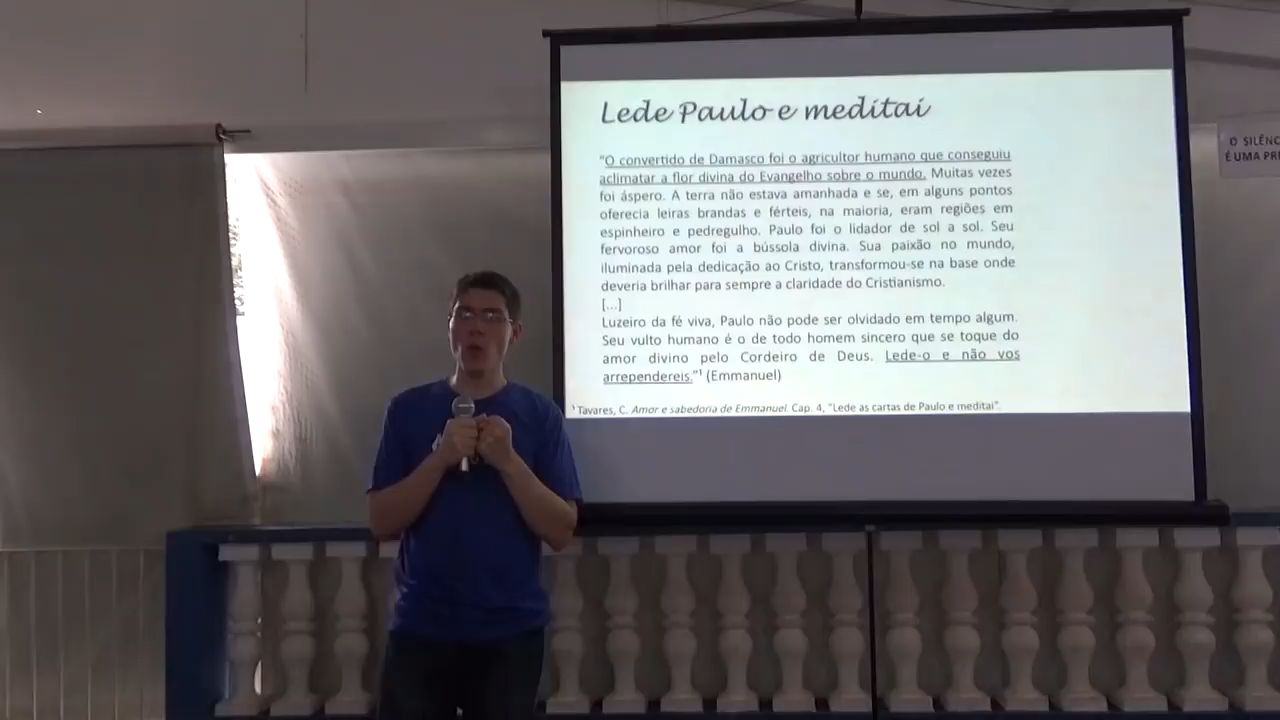 Lede Paulo e meditai
"O convertido de Damasco foi o agricultor humano que conseguiu
aclimatar a flor divina do Evangelho sobre o mundo. Muitas vezes
foi áspero. A terra não estava amanhada e se, em alguns pontos
oferecia leiras brandas e férteis, na maioria, eram regiões em
espinheiro e pedregulho. Paulo foi o lidador de sol a sol. Seu
fervoroso amor foi a bússola divina. Sua paixão no mundo,
iluminada pela dedicação ao Cristo, transformou-se na base onde
deveria brilhar para sempre a claridade do Cristianismo.
[...]
Luzeiro da fé viva, Paulo não pode ser olvidado em tempo algum.
Seu vulto humano é o de todo homem sincero que se toque do
amor divino pelo Cordeiro de Deus. Lede-o e não vos
arrependereis."¹ (Emmanuel)
¹ Tavares, C. Amor e sabedoria de Emmanuel. Cap. 4, "Lede as cartas de Paulo e meditai".
O SILÊNC
É UMA PRE